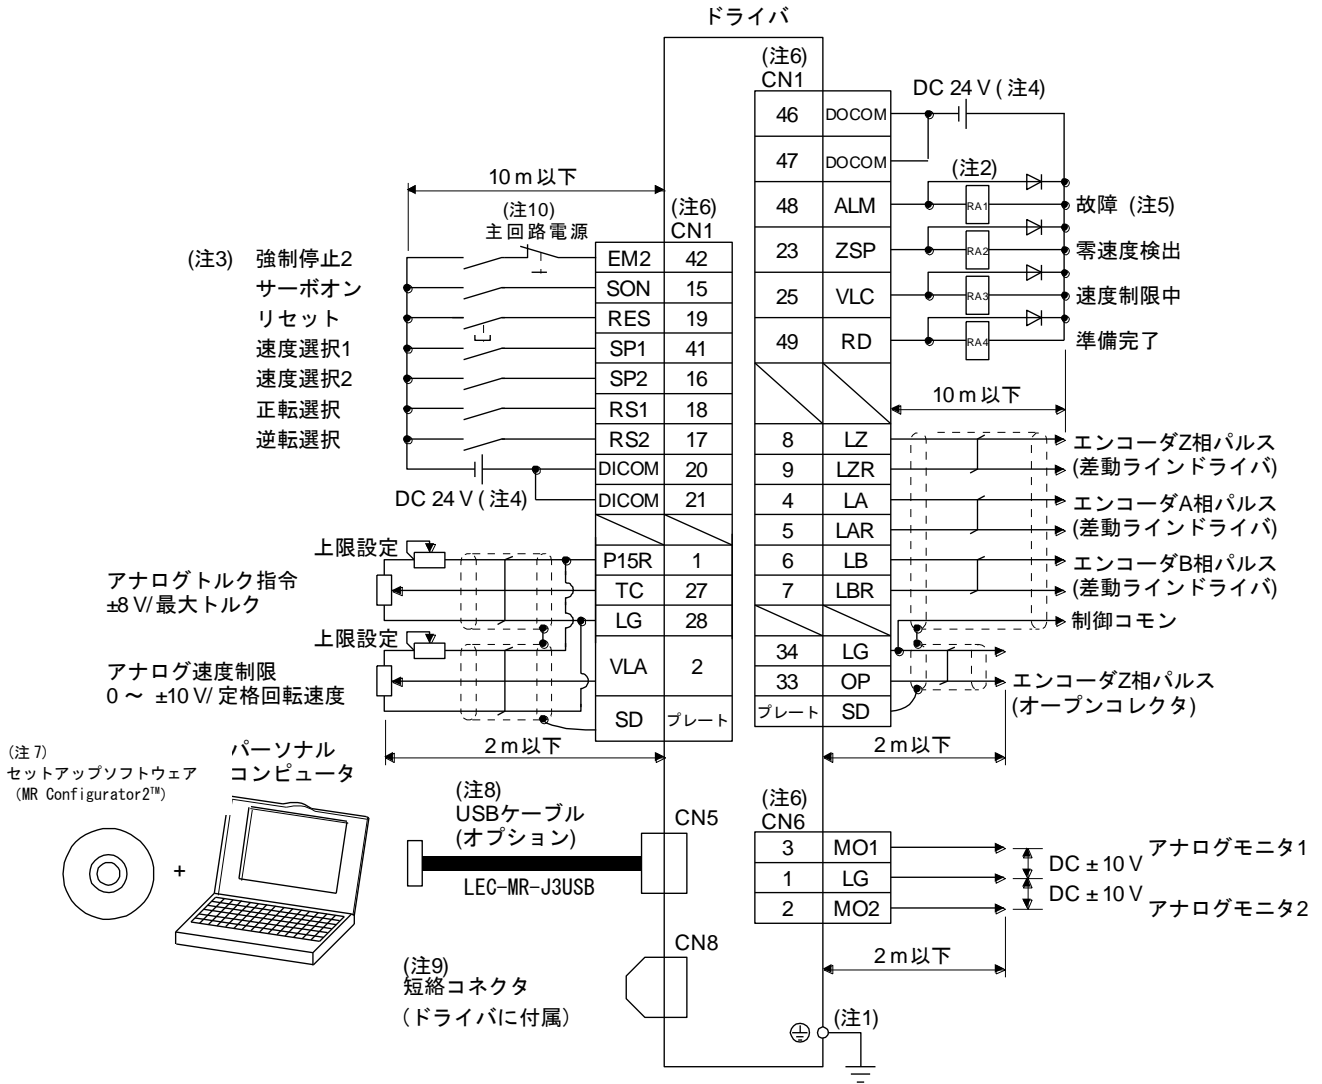 ドライバ
(注6)
CN1
DC 24 V ( 注4)
46 DOCOM
47 DOCOM
(注2)
48 ALM RA1 故障 (注5)
23 ZSP RA2 零速度検出
25 VLC RA3 速度制限中
49 RD RA4 準備完了
10 m 以下
8 LZ エンコーダZ相パルス
9 LZR (差動ラインドライバ)
4 LA エンコーダA相パルス
5 LAR (差動ラインドライバ)
6 LB エンコーダB相パルス
7 LBR (差動ラインドライバ)
制御コモン
34 LG
33 OP エンコーダZ相パルス
(オープンコレクタ)
プレート SD
2 m 以下
10 m 以下
(注10)
主回路電源
(注6)
CN1
(注3) 強制停止2 EM2 42
サーボオン SON 15
リセット RES 19
速度選択1 SP1 41
速度選択2 SP2 16
正転選択 RS1 18
逆転選択 RS2 17
DICOM 20
DC 24 V ( 注4) DICOM 21
上限設定 P15R 1
アナログトルク指令
±8 V/ 最大トルク
TC 27
LG 28
上限設定
VLA 2
アナログ速度制限
0 ～ ±10 V/ 定格回転速度
SD プレート
2 m 以下
(注 7)
セットアップソフトウェア
(MR Configurator2™)
パーソナル
コンピュータ
+
(注8)
USBケーブル
(オプション)
CN5
LEC-MR-J3USB
(注6)
CN6
3 MO1 アナログモニタ1
DC ± 10 V
1 LG
DC ± 10 V
2 MO2 アナログモニタ2
2 m 以下
CN8
(注9)
短絡コネクタ
(ドライバに付属)
(注1)